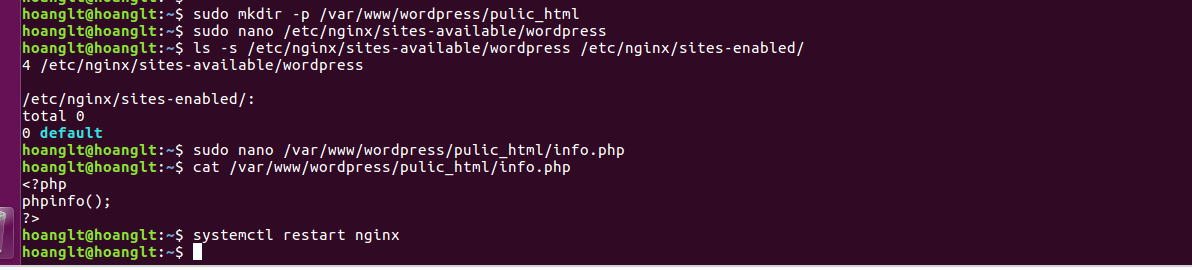 hoanglt@hoanglt:~$ sudo mkdir -p /var/www/wordpress/pulic_html
hoanglt@hoanglt:~$ sudo nano /etc/nginx/sites-available/wordpress
hoanglt@hoanglt:~$ ls -s /etc/nginx/sites-available/wordpress /etc/nginx/sites-enabled/
4 /etc/nginx/sites-available/wordpress

/etc/nginx/sites-enabled/:
total 0
0 default
hoanglt@hoanglt:~$ sudo nano /var/www/wordpress/pulic_html/info.php
hoanglt@hoanglt:~$ cat /var/www/wordpress/pulic_html/info.php
<?php
phpinfo();
?>
hoanglt@hoanglt:~$ systemctl restart nginx
hoanglt@hoanglt:~$